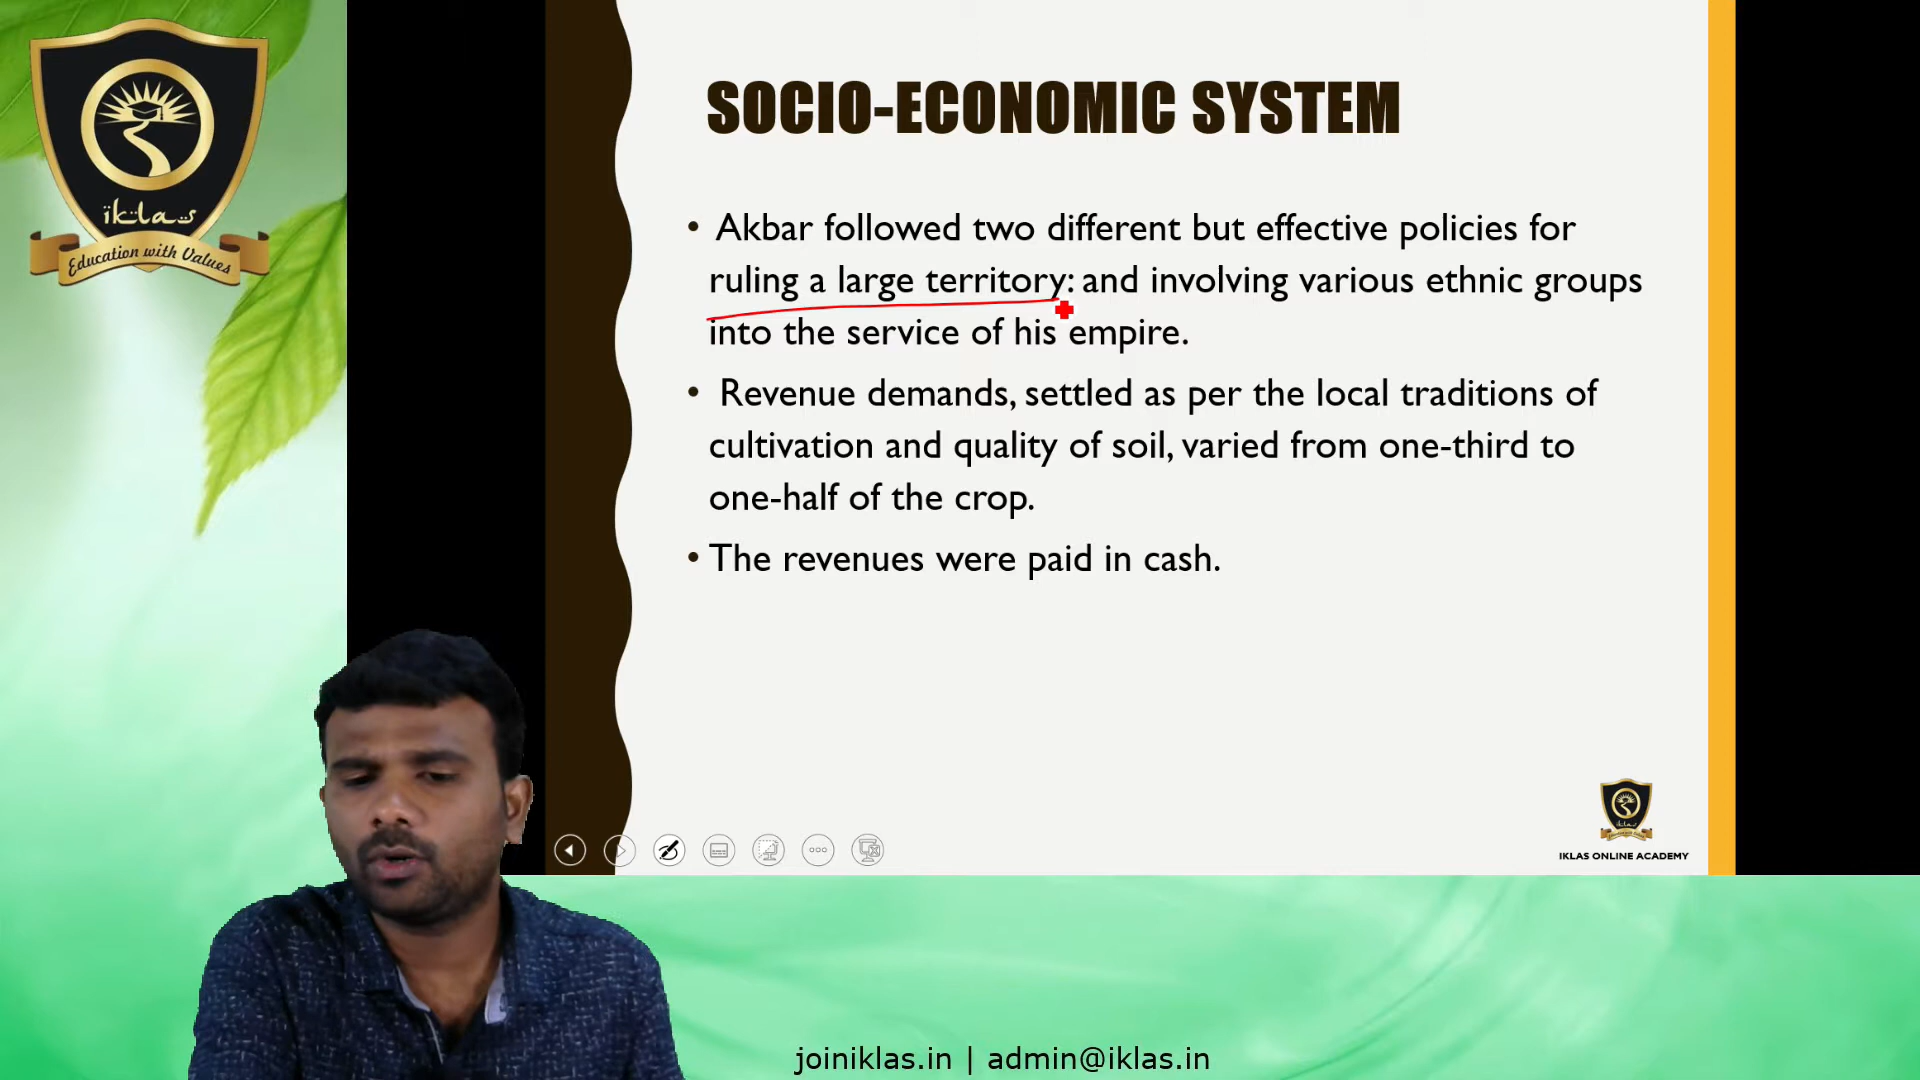 iklas
Education with Values
SOCIO-ECONOMIC SYSTEM
• Akbar followed two different but effective policies for
ruling a large territory: and involving various ethnic groups
into the service of his empire.
• Revenue demands, settled as per the local traditions of
cultivation and quality of soil, varied from one-third to
one-half of the crop.
• The revenues were paid in cash.
iklas
IKLAS ONLINE ACADEMY
joiniklas.in | admin@iklas.in